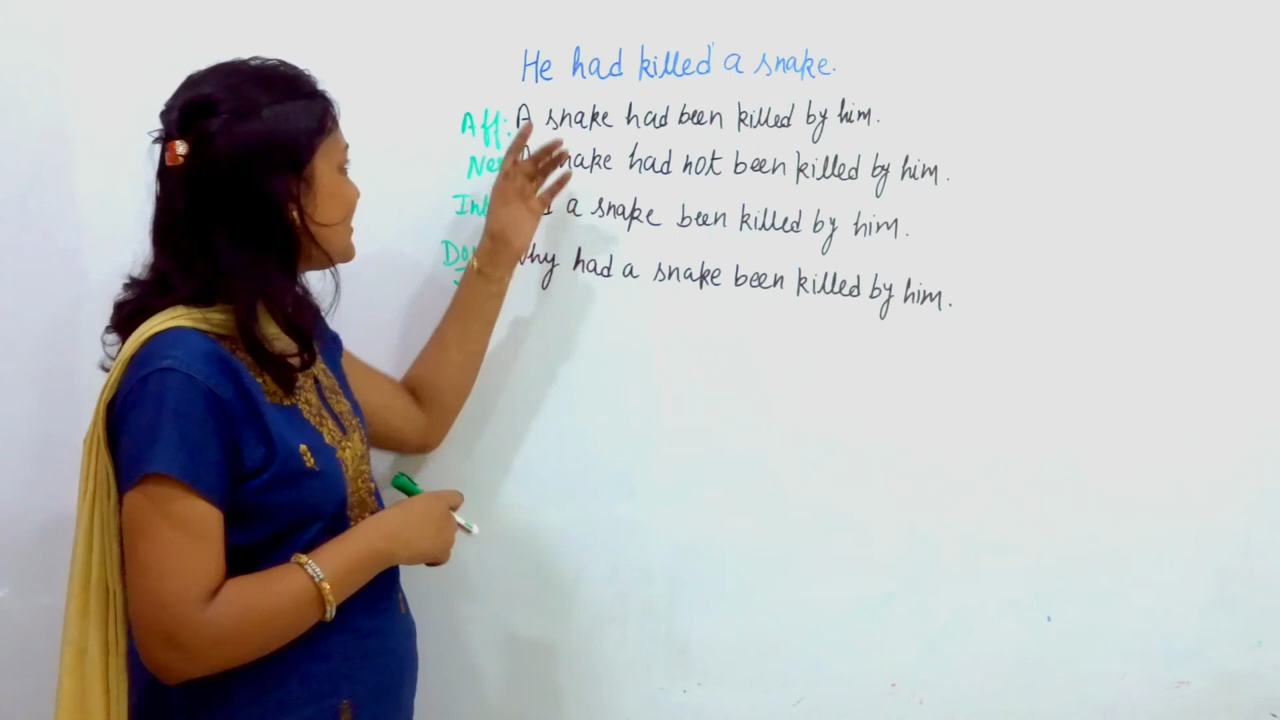 He had killed a snake.
Aff: A snake had been killed by him.
snake had not been killed by him.
a snake been killed by him.
Why had a snake been killed by him.